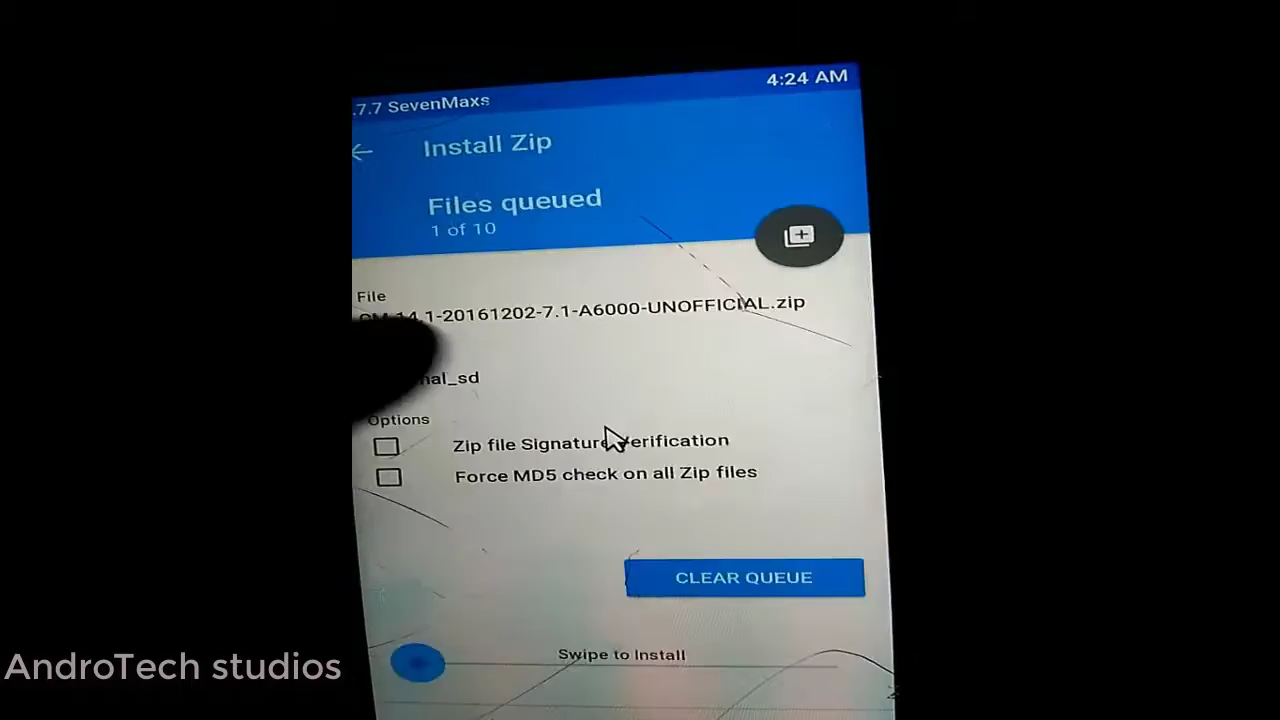 .7.7 SevenMaxs
4:24 AM
Install Zip
Files queued
1 of 10
File
CM-14.1-20161202-7.1-A6000-UNOFFICIAL.zip
nal_sd
Options
Zip file Signature Verification
Force MD5 check on all Zip files
CLEAR QUEUE
Swipe to Install
AndroTech studios